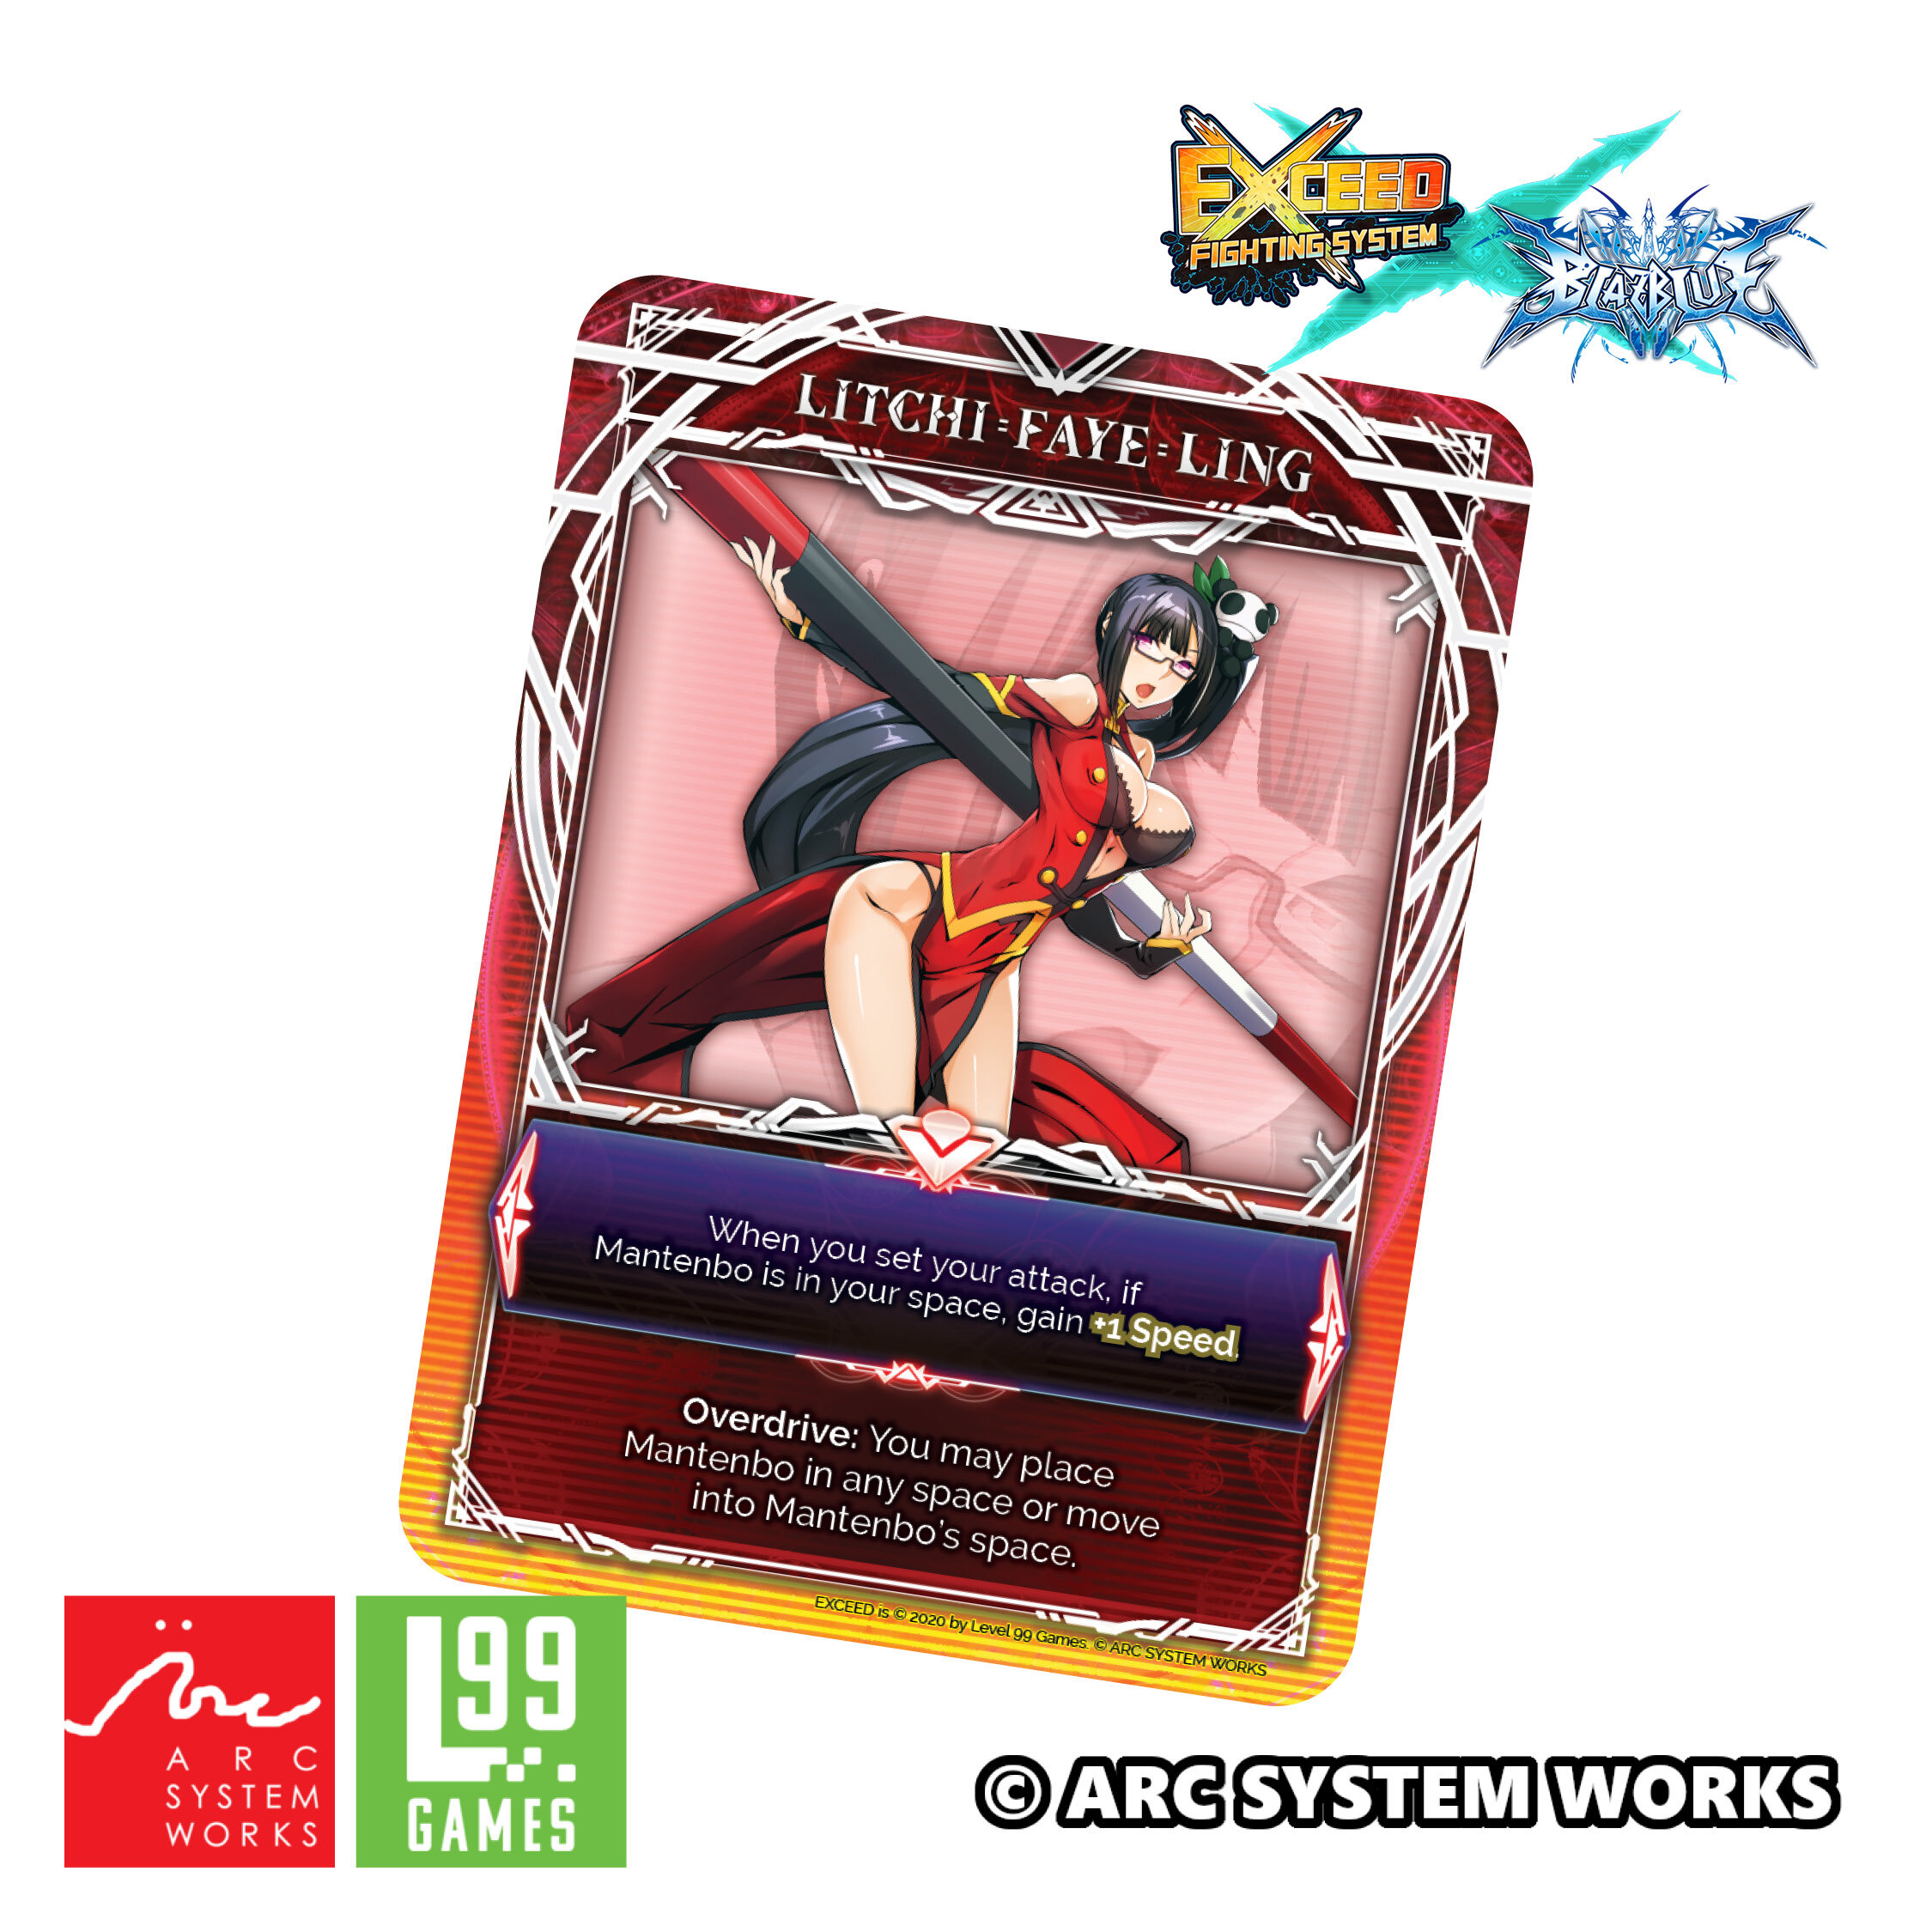 EXCEED
FIGHTING SYSTEM
BLAZBLUE
LITCHI=FAYE=LING
When you set your attack, if
Mantenbo is in your space, gain +1 Speed.
Overdrive: You may place
Mantenbo in any space or move
into Mantenbo's space.
EXCEED is © 2020 by Level 99 Games. © ARC SYSTEM WORKS
Arc
ARC
SYSTEM
WORKS
L99
GAMES
© ARC SYSTEM WORKS